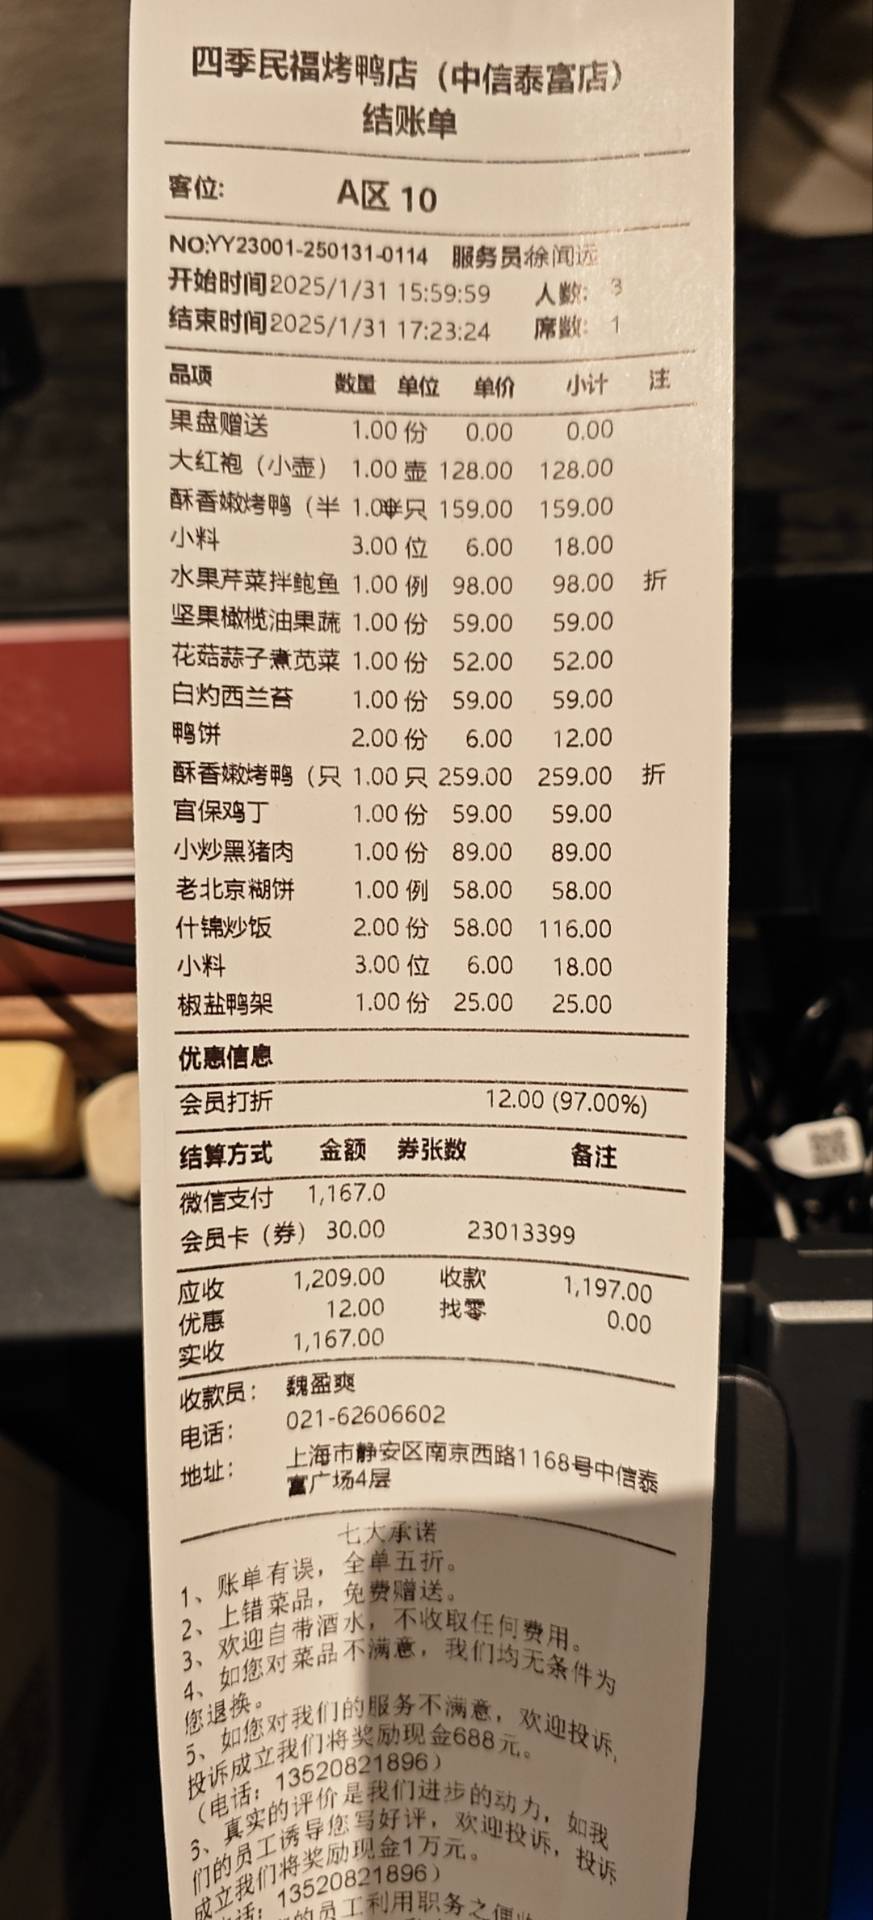 四季民福烤鸭店（中信泰富店）
结账单
客位: A区 10
NO:YY23001-250131-0114 服务员:徐闻远
开始时间2025/1/31 15:59:59 人数: 3
结束时间2025/1/31 17:23:24 席数: 1
品项 数量 单位 单价 小计 注
果盘赠送 1.00 份 0.00 0.00
大红袍（小壶） 1.00 壶 128.00 128.00
酥香嫩烤鸭（半 1.00 半只 159.00 159.00
小料 3.00 位 6.00 18.00
水果芹菜拌鲍鱼 1.00 例 98.00 98.00 折
坚果橄榄油果蔬 1.00 份 59.00 59.00
花菇蒜子煮苋菜 1.00 份 52.00 52.00
白灼西兰苔 1.00 份 59.00 59.00
鸭饼 2.00 份 6.00 12.00
酥香嫩烤鸭（只 1.00 只 259.00 259.00 折
宫保鸡丁 1.00 份 59.00 59.00
小炒黑猪肉 1.00 份 89.00 89.00
老北京糊饼 1.00 例 58.00 58.00
什锦炒饭 2.00 份 58.00 116.00
小料 3.00 位 6.00 18.00
椒盐鸭架 1.00 份 25.00 25.00
优惠信息
会员打折 12.00 (97.00%)
结算方式 金额 券张数 备注
微信支付 1,167.0
会员卡（券） 30.00 23013399
应收 1,209.00 收款 1,197.00
优惠 12.00 找零 0.00
实收 1,167.00
收款员： 魏盈爽
电话： 021-62606602
地址： 上海市静安区南京西路1168号中信泰
富广场4层
七大承诺
1、账单有误，全单五折。
2、上错菜品，免费赠送。
3、欢迎自带酒水，不收取任何费用。
4、如您对菜品不满意，我们均无条件为
您退换。
5、如您对我们的服务不满意，欢迎投诉,
投诉成立我们将奖励现金688元。
（电话：13520821896）
6、真实的评价是我们进步的动力，如我
们的员工诱导您写好评，欢迎投诉，投诉
成立我们将奖励现金1万元。
话：13520821896）
的员工利用职务之便